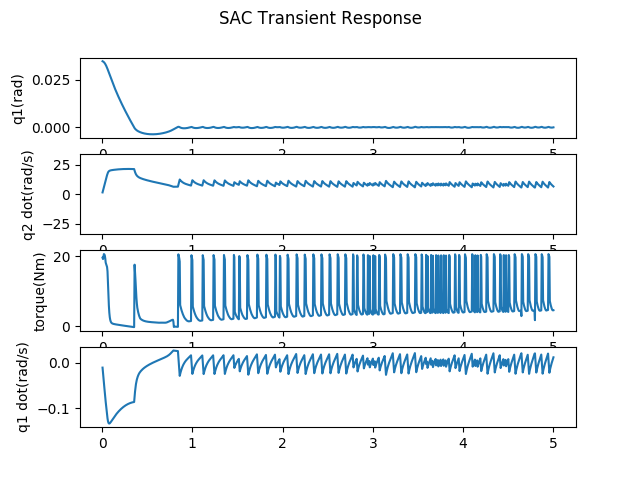 SAC Transient Response
q1(rad)
0.025
0.000
0 1 2 3 4 5
q2 dot(rad/s)
25
0
−25
0 1 2 3 4 5
torque(Nm)
20
0
0 1 2 3 4 5
q1 dot(rad/s)
0.0
−0.1
0 1 2 3 4 5